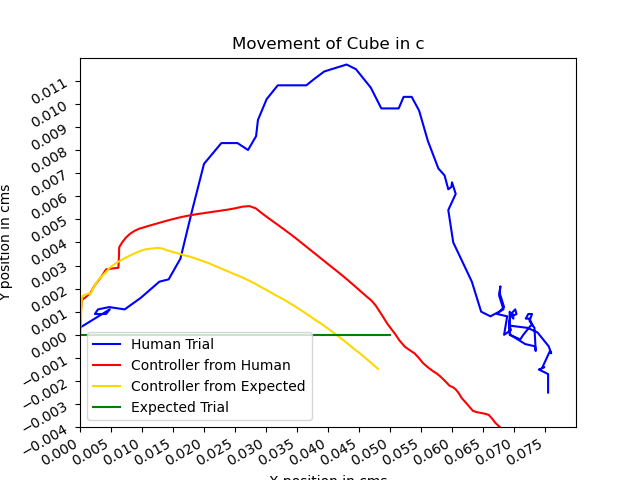 Movement of Cube in c
Y position in cms
0.011
0.010
0.009
0.008
0.007
0.006
0.005
0.004
0.003
0.002
0.001
0.000
−0.001
−0.002
−0.003
−0.004
Human Trial
Controller from Human
Controller from Expected
Expected Trial
0.000 0.005 0.010 0.015 0.020 0.025 0.030 0.035 0.040 0.045 0.050 0.055 0.060 0.065 0.070 0.075
X position in cms